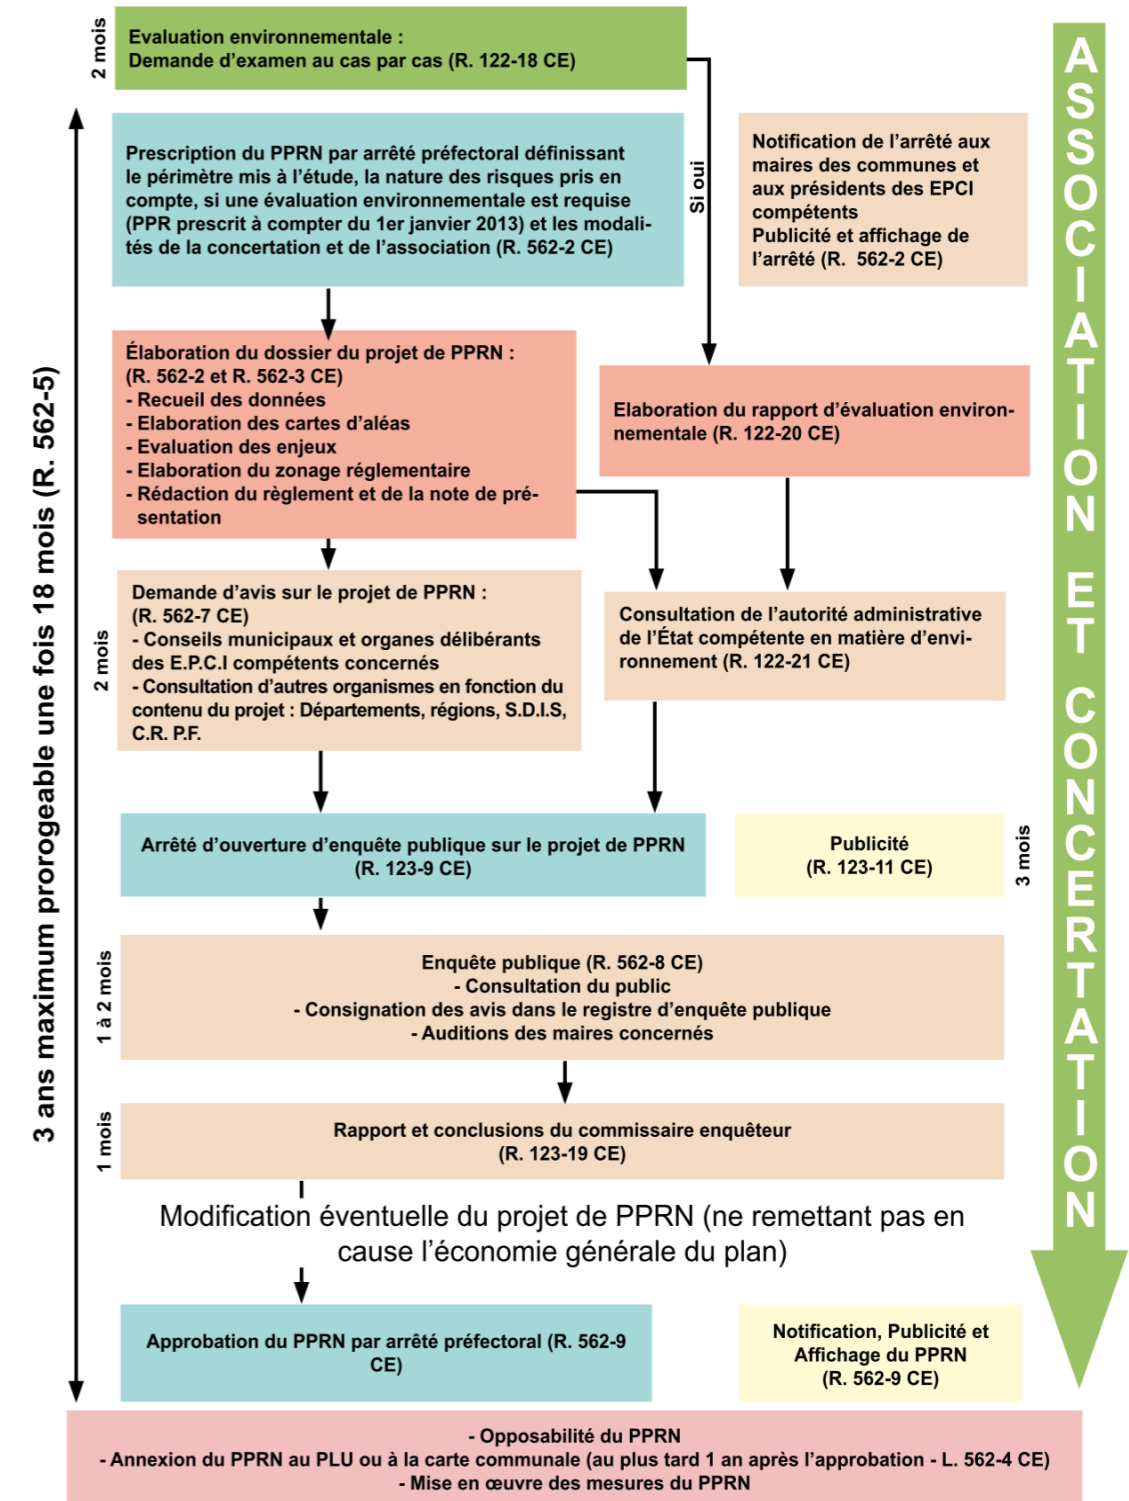 2 mois
Evaluation environnementale :
Demande d’examen au cas par cas (R. 122-18 CE)
Si oui
Prescription du PPRN par arrêté préfectoral définissant
le périmètre mis à l’étude, la nature des risques pris en
compte, si une évaluation environnementale est requise
(PPR prescrit à compter du 1er janvier 2013) et les modali-
tés de la concertation et de l’association (R. 562-2 CE)
Notification de l’arrêté aux
maires des communes et
aux présidents des EPCI
compétents
Publicité et affichage de
l’arrêté (R. 562-2 CE)
3 ans maximum prorogeable une fois 18 mois (R. 562-5)
Élaboration du dossier du projet de PPRN :
(R. 562-2 et R. 562-3 CE)
- Recueil des données
- Elaboration des cartes d’aléas
- Evaluation des enjeux
- Elaboration du zonage réglementaire
- Rédaction du règlement et de la note de pré-
sentation
Elaboration du rapport d’évaluation environ-
nementale (R. 122-20 CE)
2 mois
Demande d’avis sur le projet de PPRN :
(R. 562-7 CE)
- Conseils municipaux et organes délibérants
des E.P.C.I compétents concernés
- Consultation d’autres organismes en fonction du
contenu du projet : Départements, régions, S.D.I.S,
C.R. P.F.
Consultation de l’autorité administrative
de l’État compétente en matière d’envi-
ronnement (R. 122-21 CE)
Arrêté d’ouverture d’enquête publique sur le projet de PPRN
(R. 123-9 CE)
Publicité
(R. 123-11 CE)
3 mois
1 à 2 mois
Enquête publique (R. 562-8 CE)
- Consultation du public
- Consignation des avis dans le registre d’enquête publique
- Auditions des maires concernés
1 mois
Rapport et conclusions du commissaire enquêteur
(R. 123-19 CE)
Modification éventuelle du projet de PPRN (ne remettant pas en
cause l’économie générale du plan)
Approbation du PPRN par arrêté préfectoral (R. 562-9
CE)
Notification, Publicité et
Affichage du PPRN
(R. 562-9 CE)
- Opposabilité du PPRN
- Annexion du PPRN au PLU ou à la carte communale (au plus tard 1 an après l’approbation - L. 562-4 CE)
- Mise en œuvre des mesures du PPRN
ASSOCIATION ET CONCERTATION